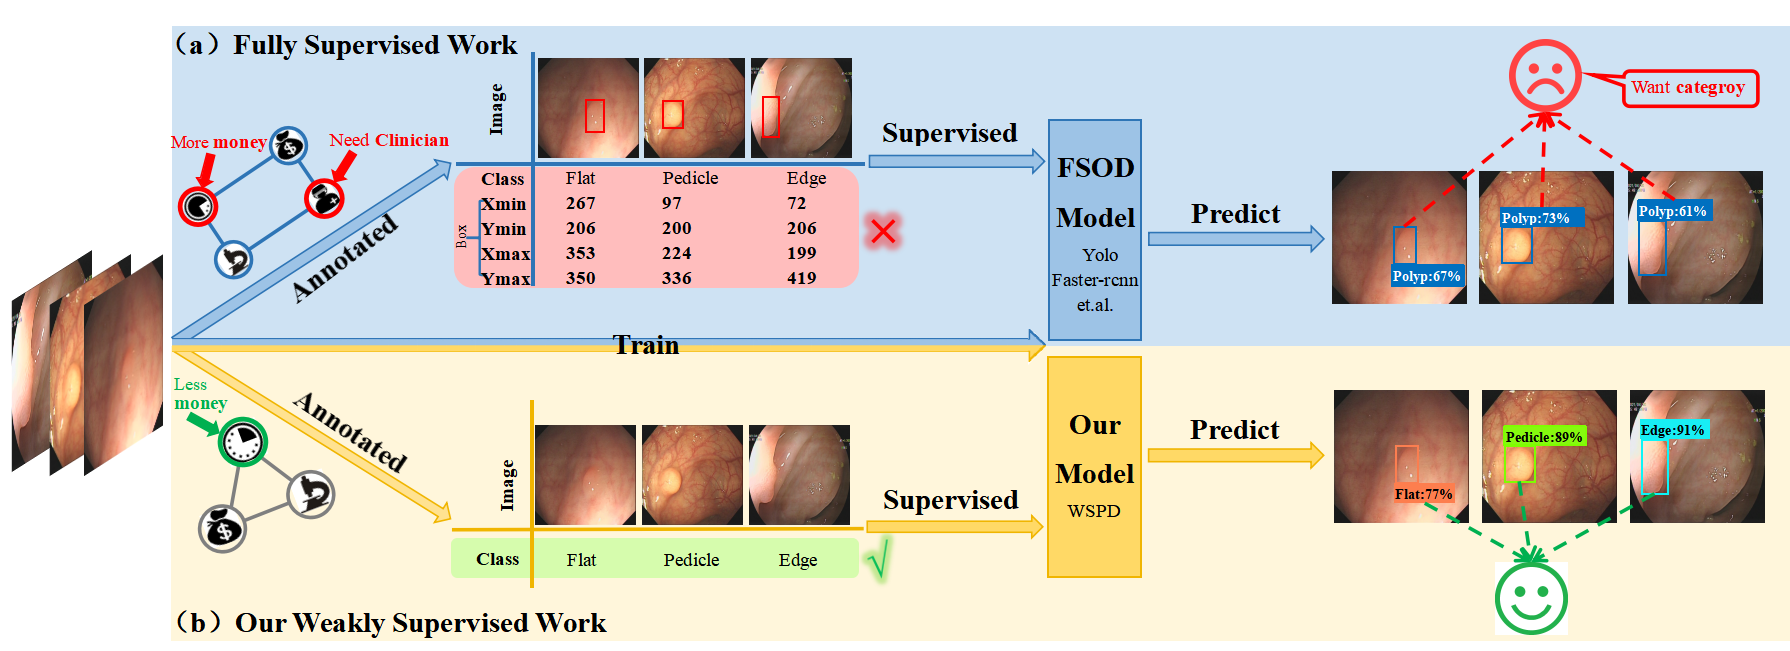 （a）Fully Supervised Work
More money
Need Clinician
Annotated
Image
Class Flat Pedicle Edge
Box
Xmin 267 97 72
Ymin 206 200 206
Xmax 353 224 199
Ymax 350 336 419
Supervised
FSOD
Model
Yolo
Faster-rcnn
et.al.
Predict
Want categroy
Polyp:67%
Polyp:73%
Polyp:61%
Train
Less
money
Annotated
Image
Class Flat Pedicle Edge
Supervised
Our
Model
WSPD
Predict
Flat:77%
Pedicle:89%
Edge:91%
（b）Our Weakly Supervised Work